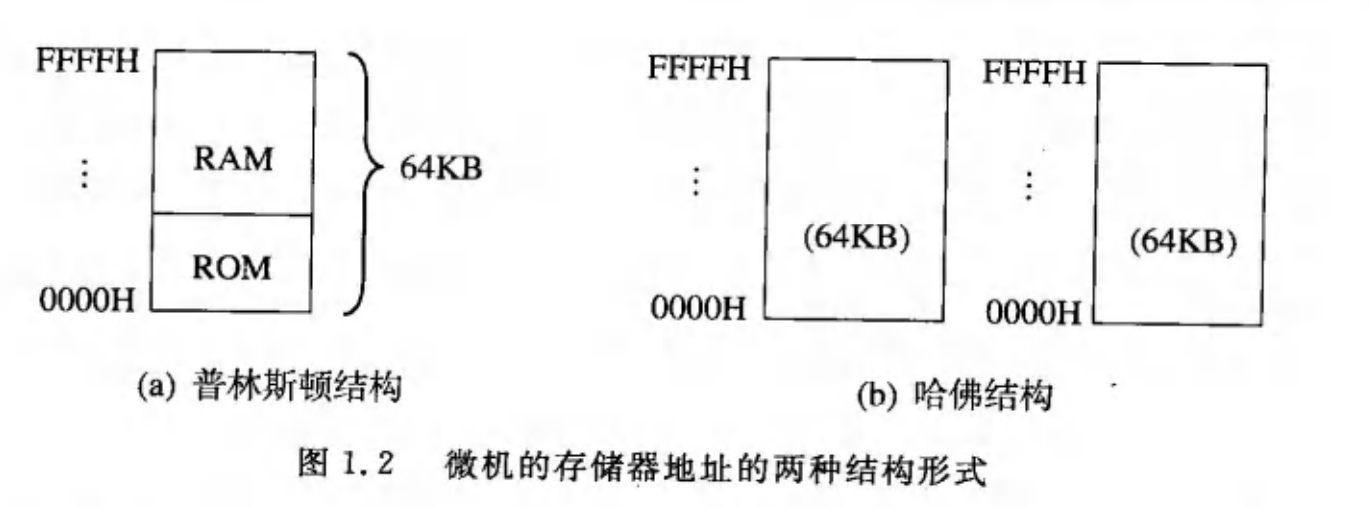 FFFFH
⋮
RAM
64KB
ROM
0000H
(a) 普林斯顿结构
FFFFH
⋮
(64KB)
0000H
FFFFH
⋮
(64KB)
0000H
(b) 哈佛结构
图 1.2 微机的存储器地址的两种结构形式